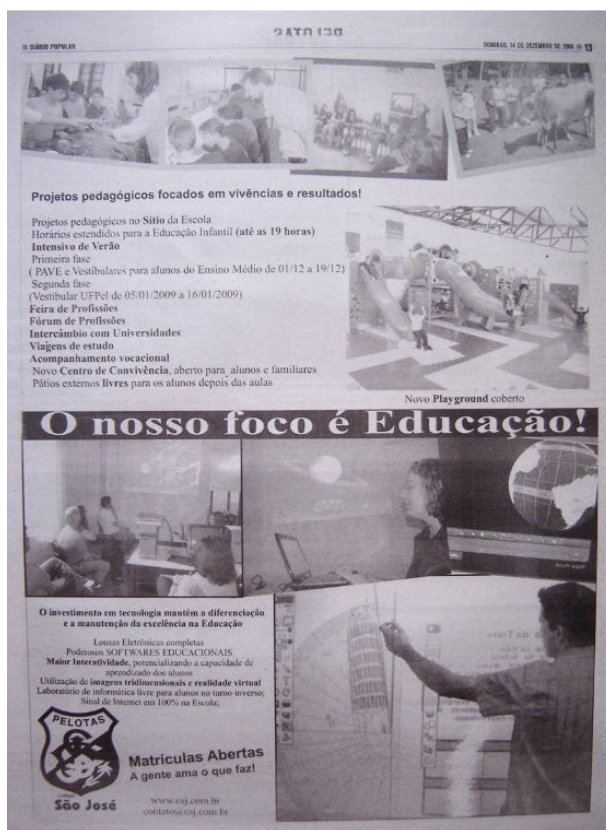 DIÁRIO POPULAR
DOMINGO, 14 DE DEZEMBRO DE 2008 13
Projetos pedagógicos focados em vivências e resultados!
Projetos pedagógicos no Sítio da Escola
Horários estendidos para a Educação Infantil (até as 19 horas)
Intensivo de Verão
Primeira fase
( PAVE e Vestibulares para alunos do Ensino Médio de 01/12 a 19/12)
Segunda fase
(Vestibular UFPel de 05/01/2009 a 16/01/2009)
Feira de Profissões
Fórum de Profissões
Intercâmbio com Universidades
Viagens de estudo
Acompanhamento vocacional
Novo Centro de Convivência, aberto para alunos e familiares
Pátios externos livres para os alunos depois das aulas
Novo Playground coberto
O nosso foco é Educação!
O investimento em tecnologia mantém a diferenciação
e a manutenção da excelência na Educação
Lousas Eletrônicas completas
Poderosos SOFTWARES EDUCACIONAIS
Maior Interatividade, potencializando a capacidade de
aprendizado dos alunos
Utilização de imagens tridimensionais e realidade virtual
Laboratório de informática livre para alunos no turno inverso;
Sinal de Internet em 100% na Escola;
PELOTAS
Colégio
São José
Matrículas Abertas
A gente ama o que faz!
www.csj.com.br
contato@csj.com.br